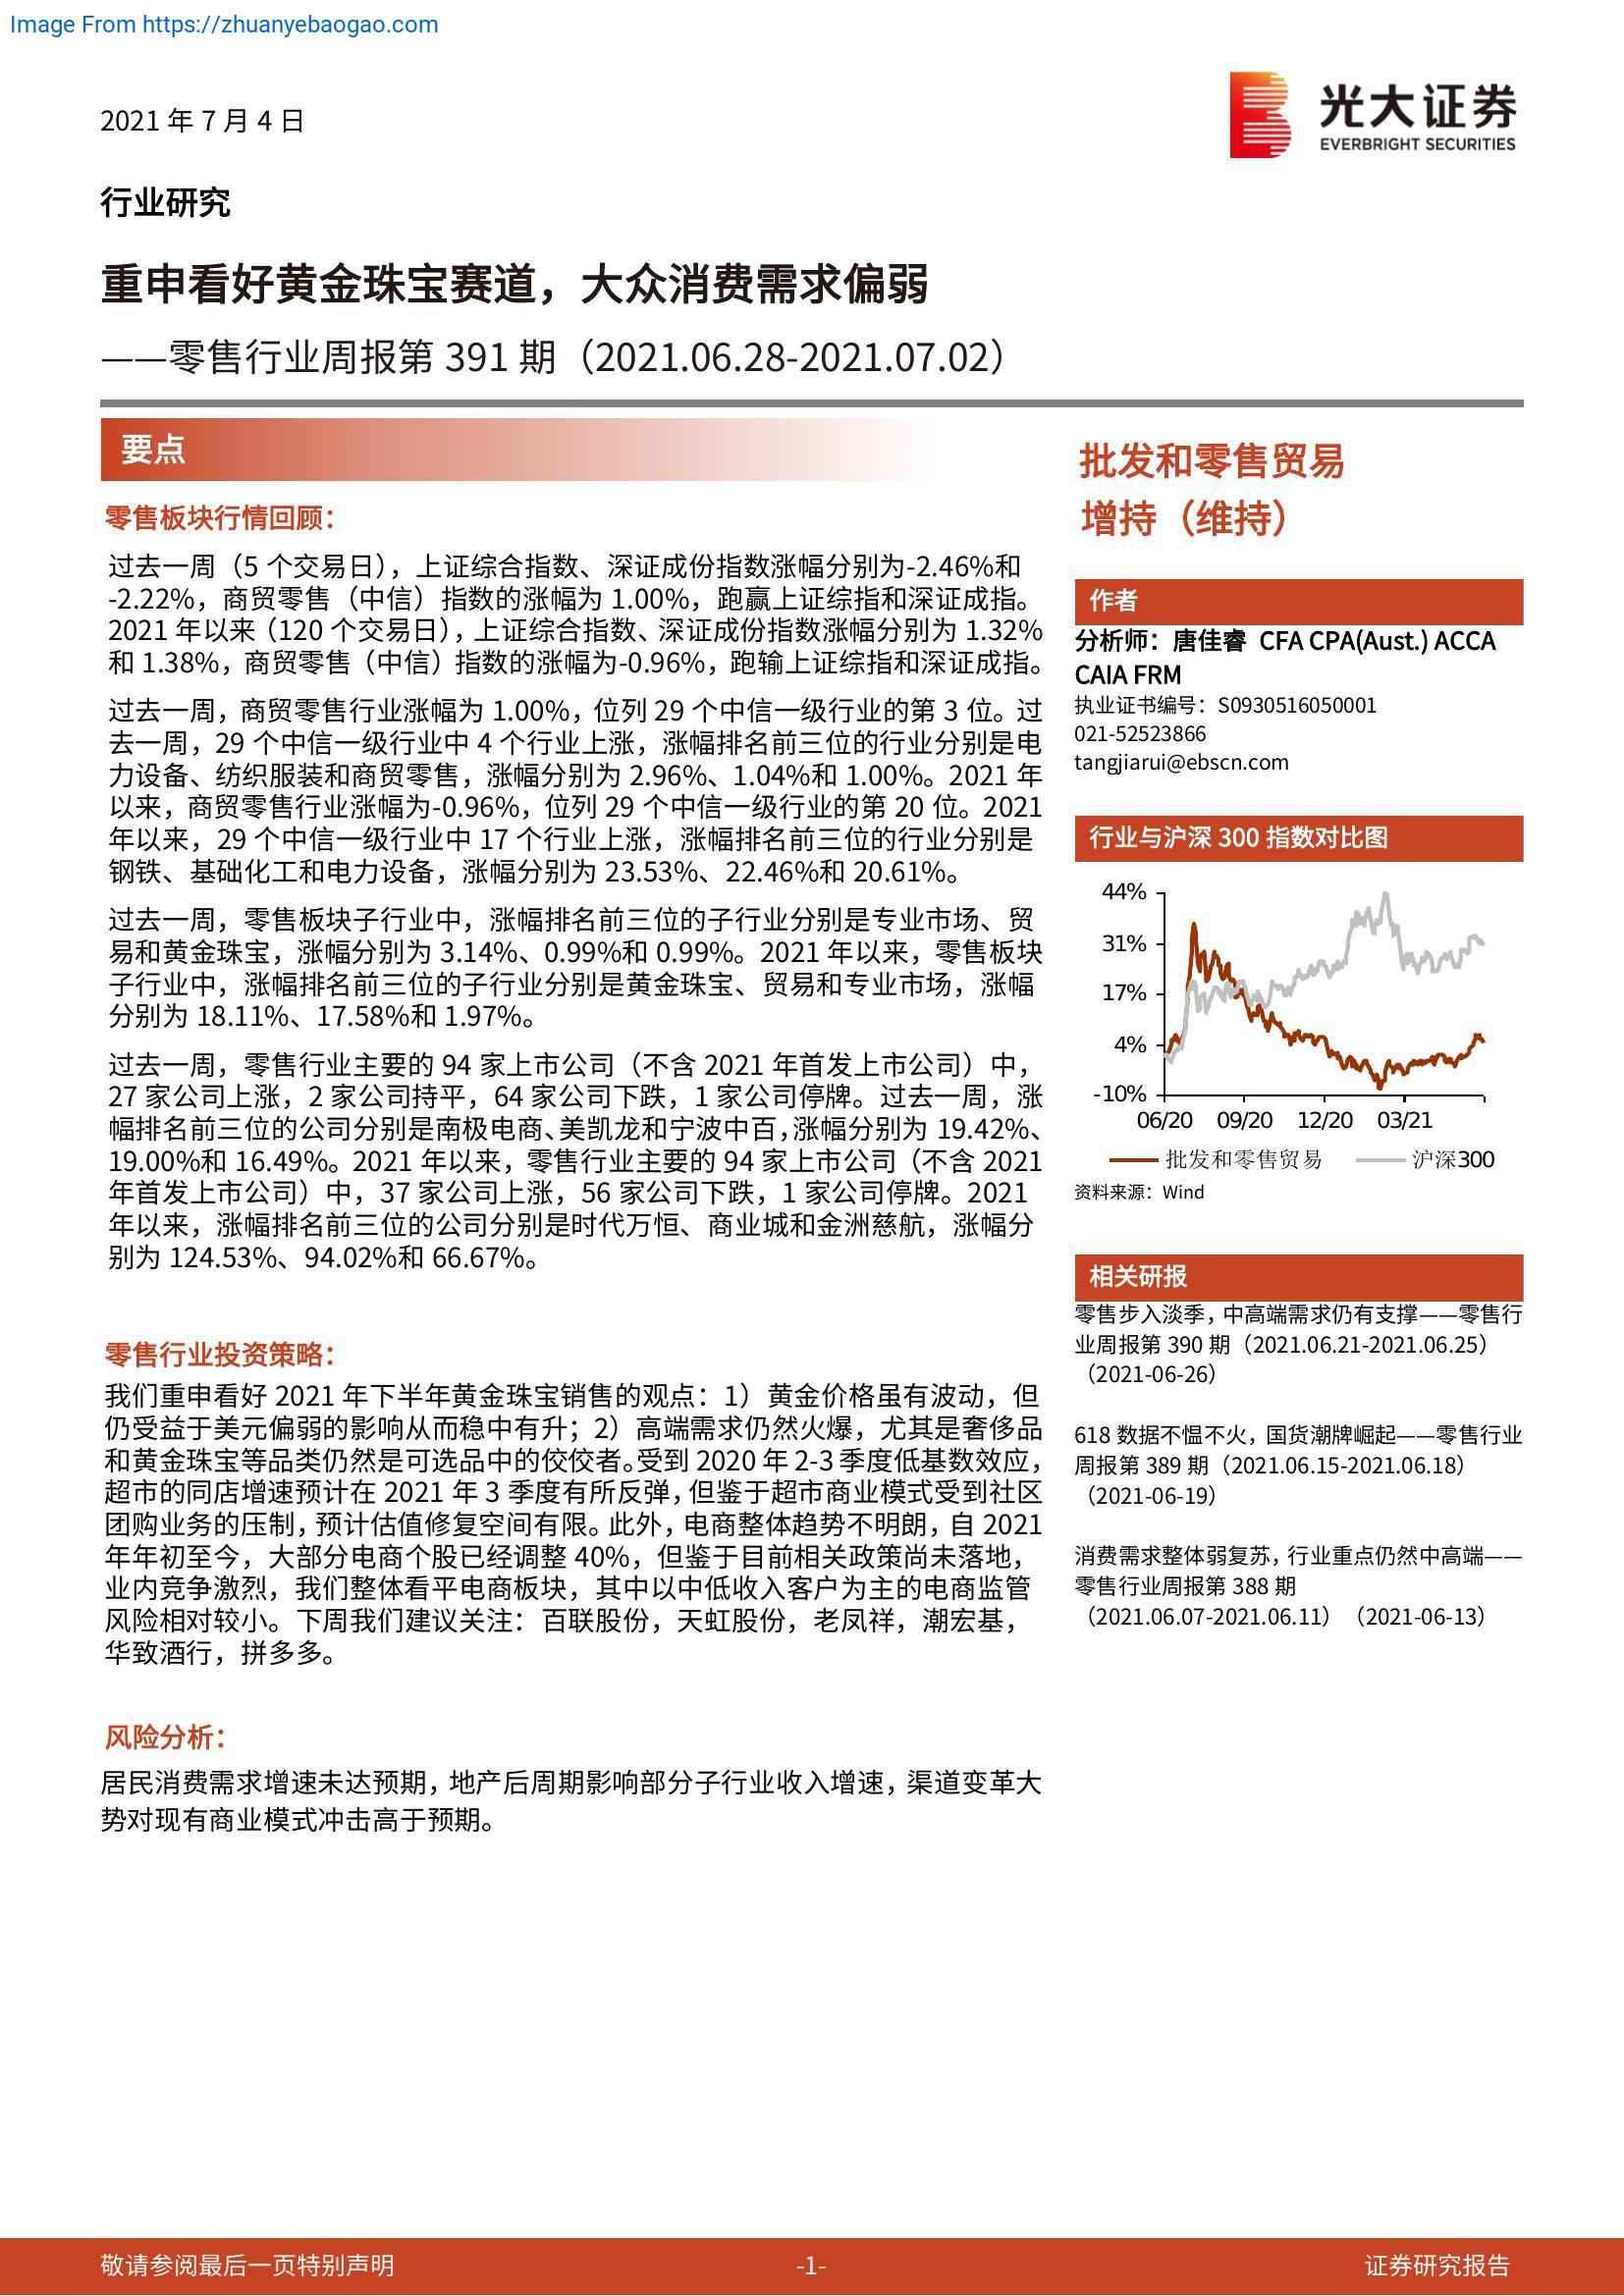 Image From https://zhuanyebaogao.com
2021 年 7 月 4 日
光大证券
EVERBRIGHT SECURITIES
行业研究
重申看好黄金珠宝赛道，大众消费需求偏弱
——零售行业周报第 391 期（2021.06.28-2021.07.02）
要点
零售板块行情回顾：
过去一周（5 个交易日），上证综合指数、深证成份指数涨幅分别为-2.46%和
-2.22%，商贸零售（中信）指数的涨幅为 1.00%，跑赢上证综指和深证成指。
2021 年以来（120 个交易日），上证综合指数、深证成份指数涨幅分别为 1.32%
和 1.38%，商贸零售（中信）指数的涨幅为-0.96%，跑输上证综指和深证成指。
过去一周，商贸零售行业涨幅为 1.00%，位列 29 个中信一级行业的第 3 位。过
去一周，29 个中信一级行业中 4 个行业上涨，涨幅排名前三位的行业分别是电
力设备、纺织服装和商贸零售，涨幅分别为 2.96%、1.04%和 1.00%。2021 年
以来，商贸零售行业涨幅为-0.96%，位列 29 个中信一级行业的第 20 位。2021
年以来，29 个中信一级行业中 17 个行业上涨，涨幅排名前三位的行业分别是
钢铁、基础化工和电力设备，涨幅分别为 23.53%、22.46%和 20.61%。
过去一周，零售板块子行业中，涨幅排名前三位的子行业分别是专业市场、贸
易和黄金珠宝，涨幅分别为 3.14%、0.99%和 0.99%。2021 年以来，零售板块
子行业中，涨幅排名前三位的子行业分别是黄金珠宝、贸易和专业市场，涨幅
分别为 18.11%、17.58%和 1.97%。
过去一周，零售行业主要的 94 家上市公司（不含 2021 年首发上市公司）中，
27 家公司上涨，2 家公司持平，64 家公司下跌，1 家公司停牌。过去一周，涨
幅排名前三位的公司分别是南极电商、美凯龙和宁波中百，涨幅分别为 19.42%、
19.00%和 16.49%。2021 年以来，零售行业主要的 94 家上市公司（不含 2021
年首发上市公司）中，37 家公司上涨，56 家公司下跌，1 家公司停牌。2021
年以来，涨幅排名前三位的公司分别是时代万恒、商业城和金洲慈航，涨幅分
别为 124.53%、94.02%和 66.67%。
零售行业投资策略：
我们重申看好 2021 年下半年黄金珠宝销售的观点：1）黄金价格虽有波动，但
仍受益于美元偏弱的影响从而稳中有升；2）高端需求仍然火爆，尤其是奢侈品
和黄金珠宝等品类仍然是可选品中的佼佼者。受到 2020 年 2-3 季度低基数效应，
超市的同店增速预计在 2021 年 3 季度有所反弹，但鉴于超市商业模式受到社区
团购业务的压制，预计估值修复空间有限。此外，电商整体趋势不明朗，自 2021
年年初至今，大部分电商个股已经调整 40%，但鉴于目前相关政策尚未落地，
业内竞争激烈，我们整体看平电商板块，其中以中低收入客户为主的电商监管
风险相对较小。下周我们建议关注：百联股份，天虹股份，老凤祥，潮宏基，
华致酒行，拼多多。
风险分析：
居民消费需求增速未达预期，地产后周期影响部分子行业收入增速，渠道变革大
势对现有商业模式冲击高于预期。
批发和零售贸易
增持（维持）
作者
分析师：唐佳睿 CFA CPA(Aust.) ACCA
CAIA FRM
执业证书编号：S0930516050001
021-52523866
tangjiarui@ebscn.com
行业与沪深 300 指数对比图
44%
31%
17%
4%
-10%
06/20 09/20 12/20 03/21
批发和零售贸易 沪深300
资料来源：Wind
相关研报
零售步入淡季，中高端需求仍有支撑——零售行
业周报第 390 期（2021.06.21-2021.06.25）
（2021-06-26）
618 数据不愠不火，国货潮牌崛起——零售行业
周报第 389 期（2021.06.15-2021.06.18）
（2021-06-19）
消费需求整体弱复苏，行业重点仍然中高端——
零售行业周报第 388 期
（2021.06.07-2021.06.11）（2021-06-13）
敬请参阅最后一页特别声明 -1- 证券研究报告